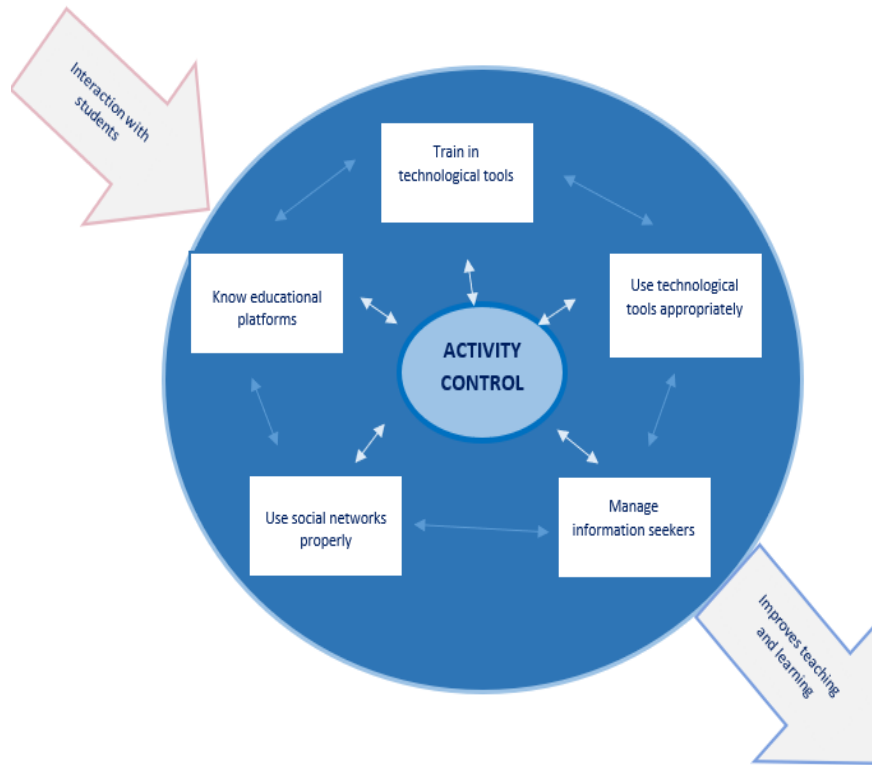 Interaction with
students
Train in
technological tools
Know educational
platforms
Use technological
tools appropriately
ACTIVITY
CONTROL
Use social networks
properly
Manage
information seekers
Improves teaching
and learning